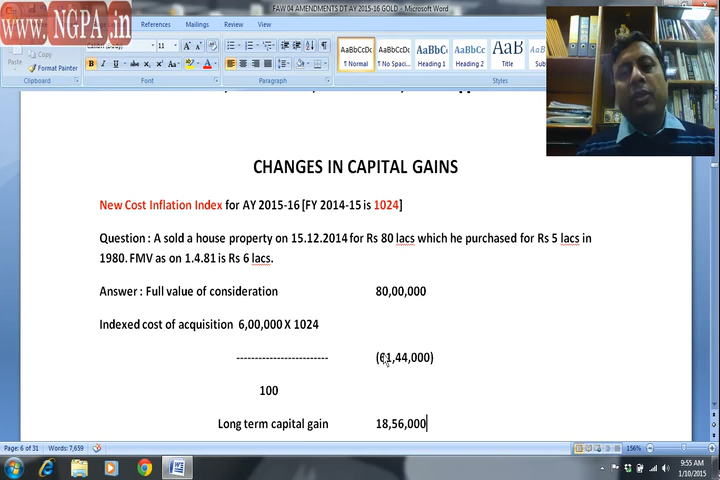 FAW 04 AMENDMENTS DT AY 2015-16 GOLD - Microsoft Word
www.NGPA.in
References Mailings Review View
Paste Format Painter
11
AaBbCcDc AaBbCcDc AaBbC AaBbCc AaB AaBb
¶ Normal ¶ No Spaci... Heading 1 Heading 2 Title Sub
Clipboard Font Paragraph Styles
CHANGES IN CAPITAL GAINS
New Cost Inflation Index for AY 2015-16 [FY 2014-15 is 1024]
Question : A sold a house property on 15.12.2014 for Rs 80 lacs which he purchased for Rs 5 lacs in
1980. FMV as on 1.4.81 is Rs 6 lacs.
Answer : Full value of consideration 80,00,000
Indexed cost of acquisition 6,00,000 X 1024
------------------------- (61,44,000)
100
Long term capital gain 18,56,000
Page: 6 of 31 Words: 7,659 156%
9:55 AM
1/10/2015